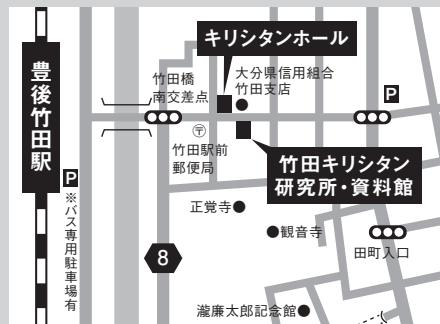 キリシタンホール
豊後竹田駅
竹田橋
南交差点
大分県信用組合
竹田支店
P
〒
竹田駅前
郵便局
竹田キリシタン
研究所・資料館
P
※バス専用駐車場有
正覚寺
観音寺
田町入口
8
瀧廉太郎記念館